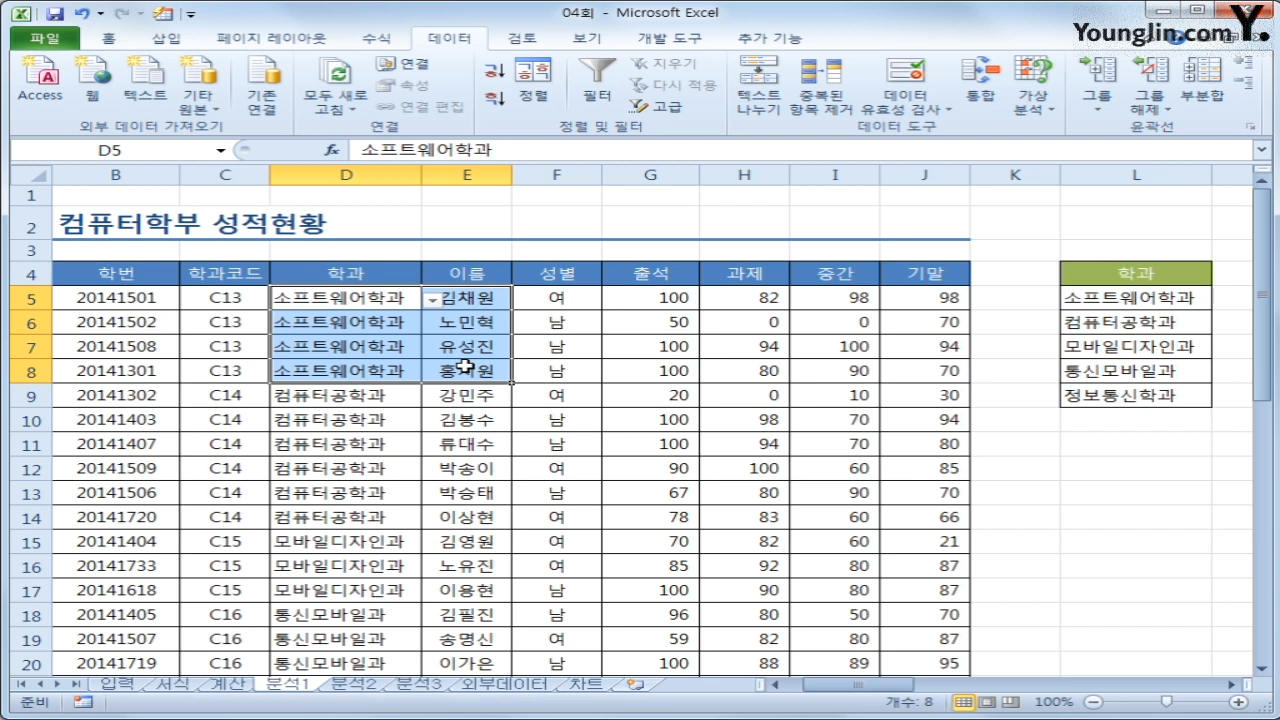 04회 - Microsoft Excel
Younglin.com Y.
파일 홈 삽입 페이지 레이아웃 수식 데이터 검토 보기 개발 도구 추가 기능
Access 웹 텍스트 기타 원본 기존 연결 모두 새로 고침 연결 속성 연결 편집 정렬 필터 지우기 다시 적용 고급 텍스트 나누기 중복된 항목 제거 데이터 유효성 검사 통합 가상 분석 그룹 그룹 해제 부분합
외부 데이터 가져오기 연결 정렬 및 필터 데이터 도구 윤곽선
D5 fx 소프트웨어학과
B C D E F G H I J K L
1
2 컴퓨터학부 성적현황
3
4 학번 학과코드 학과 이름 성별 출석 과제 중간 기말 학과
5 20141501 C13 소프트웨어학과 김채원 여 100 82 98 98 소프트웨어학과
6 20141502 C13 소프트웨어학과 노민혁 남 50 0 0 70 컴퓨터공학과
7 20141508 C13 소프트웨어학과 유성진 남 100 94 100 94 모바일디자인과
8 20141301 C13 소프트웨어학과 남 100 80 90 70 통신모바일과
9 20141302 C14 컴퓨터공학과 강민주 여 20 0 10 30 정보통신학과
10 20141403 C14 컴퓨터공학과 김봉수 남 100 98 70 94
11 20141407 C14 컴퓨터공학과 류대수 남 100 94 70 80
12 20141509 C14 컴퓨터공학과 박송이 여 90 100 60 85
13 20141506 C14 컴퓨터공학과 박승태 남 67 80 90 70
14 20141720 C14 컴퓨터공학과 이상현 여 78 83 60 66
15 20141404 C15 모바일디자인과 김영원 여 70 82 60 21
16 20141733 C15 모바일디자인과 노유진 여 85 92 80 87
17 20141618 C15 모바일디자인과 이용현 남 100 90 80 87
18 20141405 C16 통신모바일과 김필진 남 96 80 50 70
19 20141507 C16 통신모바일과 송명신 여 59 82 80 87
20 20141719 C16 통신모바일과 이가은 남 100 88 89 95
입력 서식 계산 분석1 분석2 분석3 외부데이터 차트
준비 개수: 8 100%